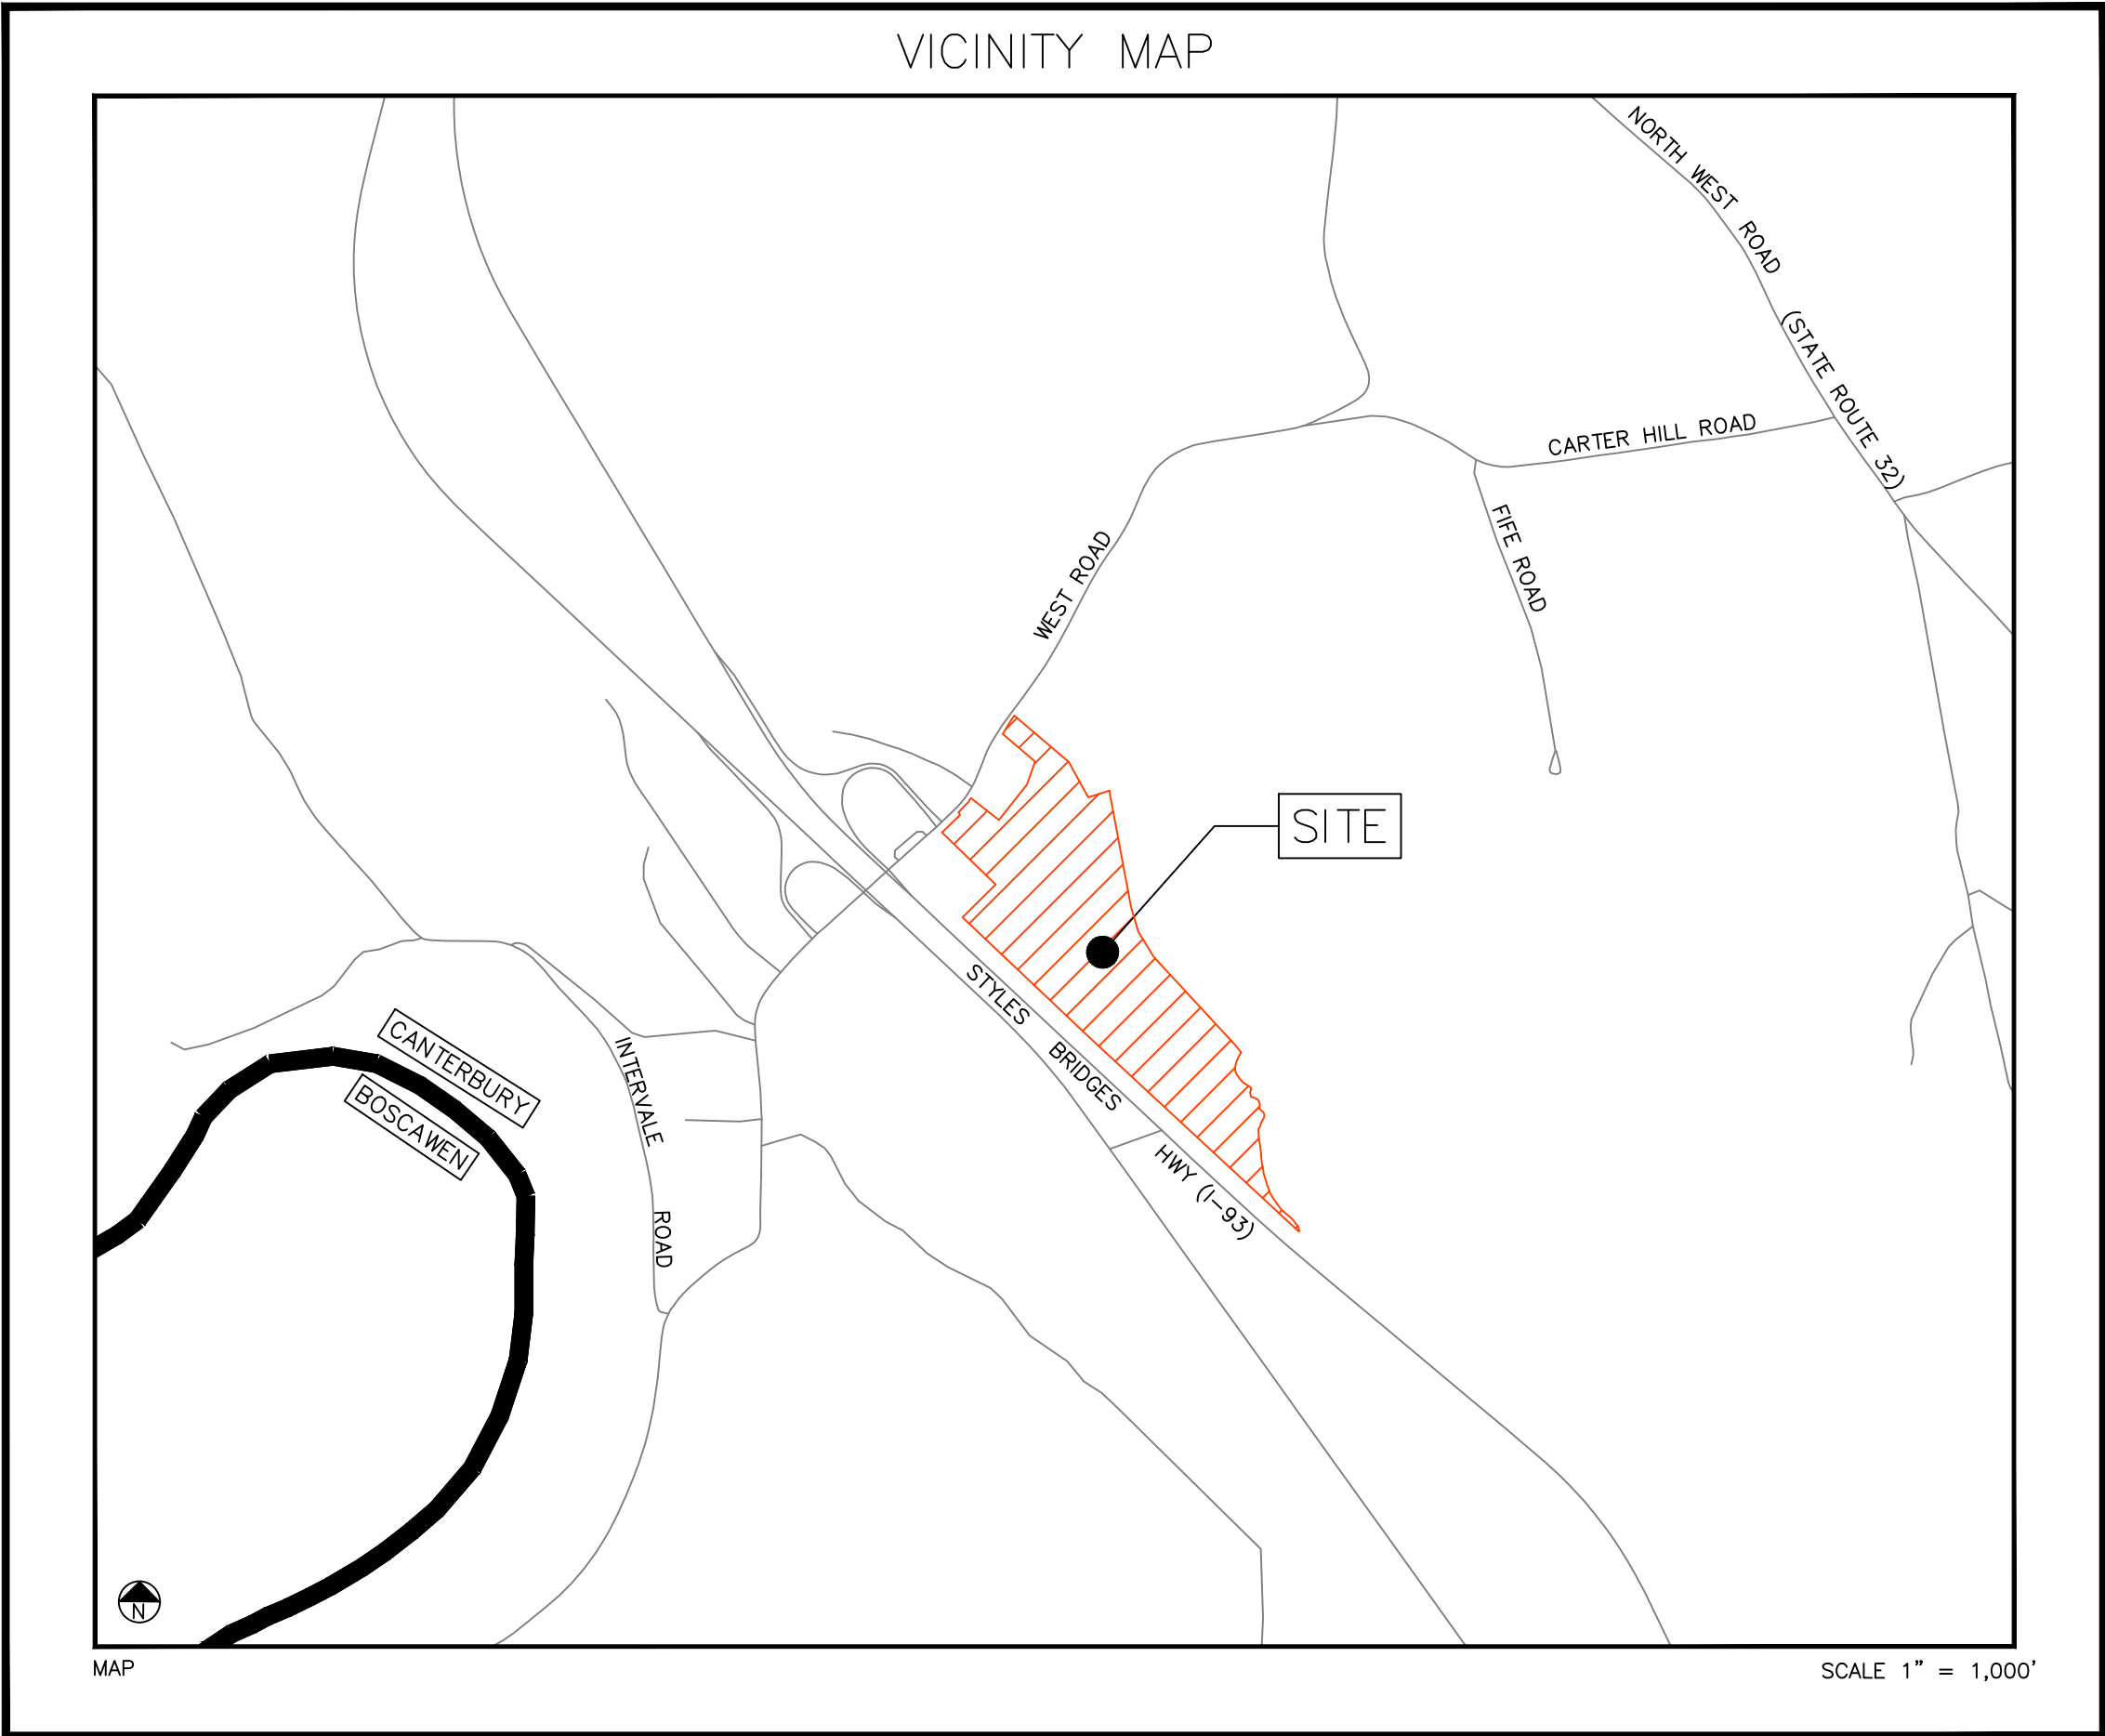 VICINITY MAP
NORTH WEST ROAD (STATE ROUTE 32)
CARTER HILL ROAD
FIFE ROAD
WEST ROAD
SITE
STYLES BRIDGES HWY (I-93)
CANTERBURY
BOSCAWEN
INTERVALE ROAD
N
MAP
SCALE 1" = 1,000'